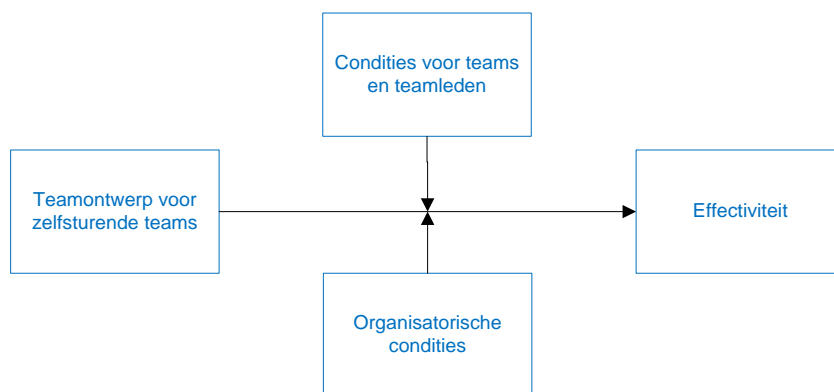 Condities voor teams
en teamleden
Teamontwerp voor
zelfsturende teams
Effectiviteit
Organisatorische
condities